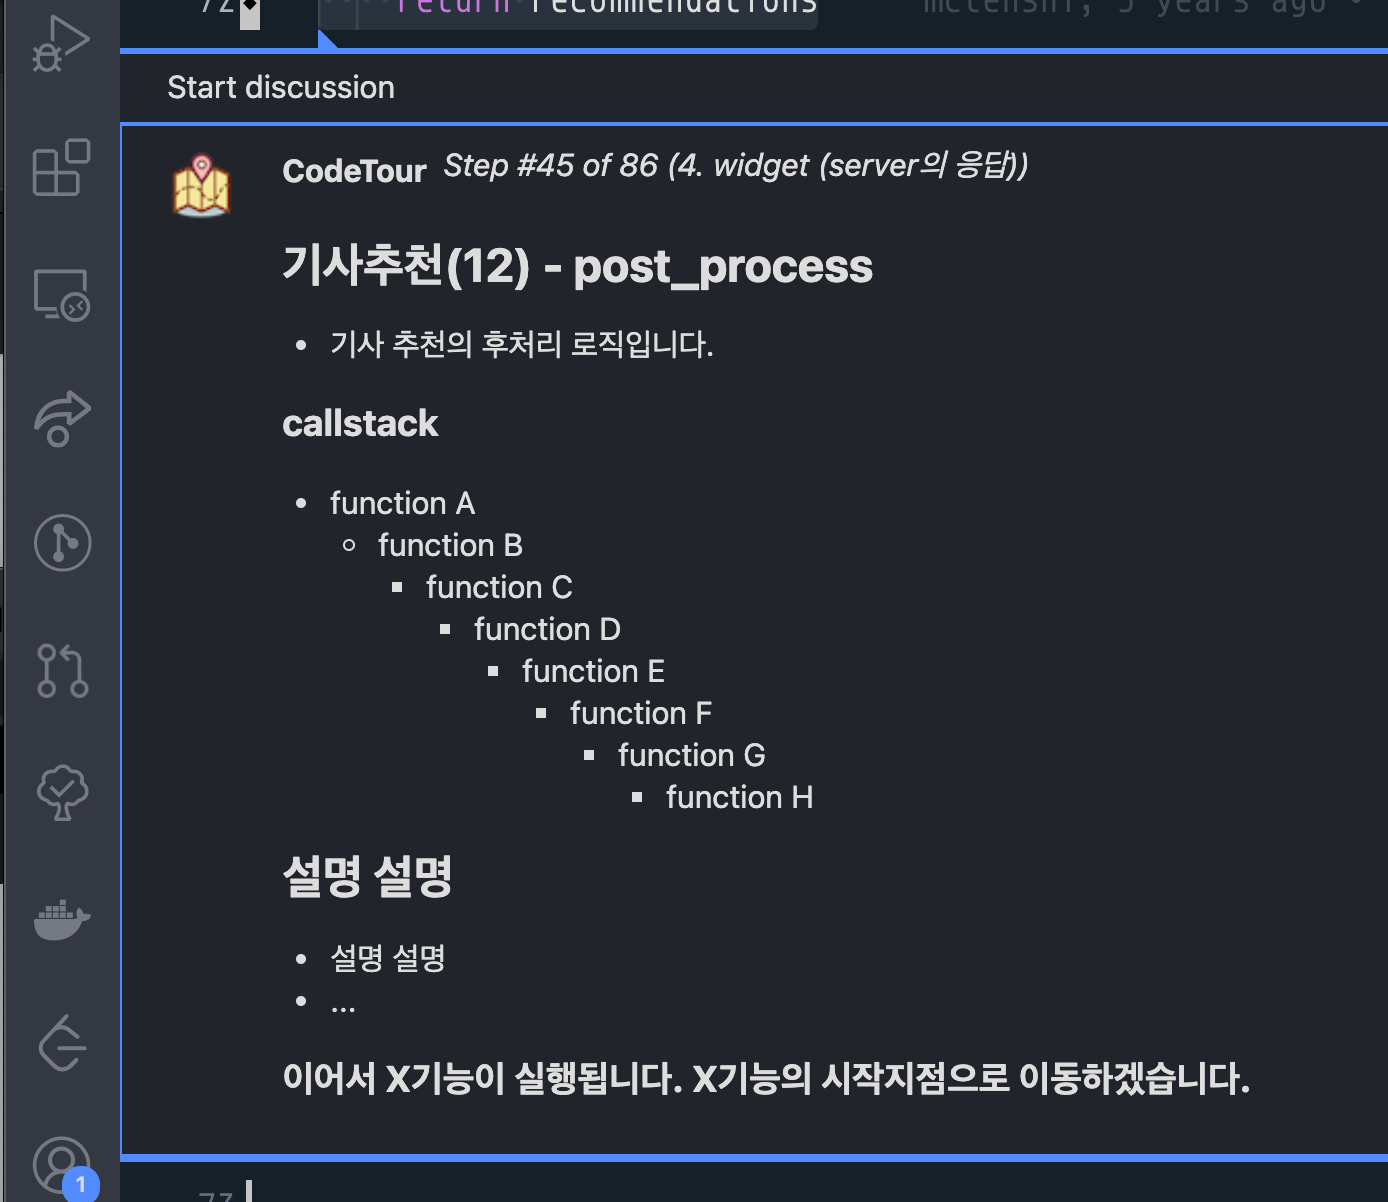 72 return recommendations mctenshi, 5 years ago •
Start discussion
CodeTour Step #45 of 86 (4. widget (server의 응답))
기사추천(12) - post_process
• 기사 추천의 후처리 로직입니다.
callstack
• function A
◦ function B
▪ function C
▪ function D
▪ function E
▪ function F
▪ function G
▪ function H
설명 설명
• 설명 설명
• ...
이어서 X기능이 실행됩니다. X기능의 시작지점으로 이동하겠습니다.
1
73